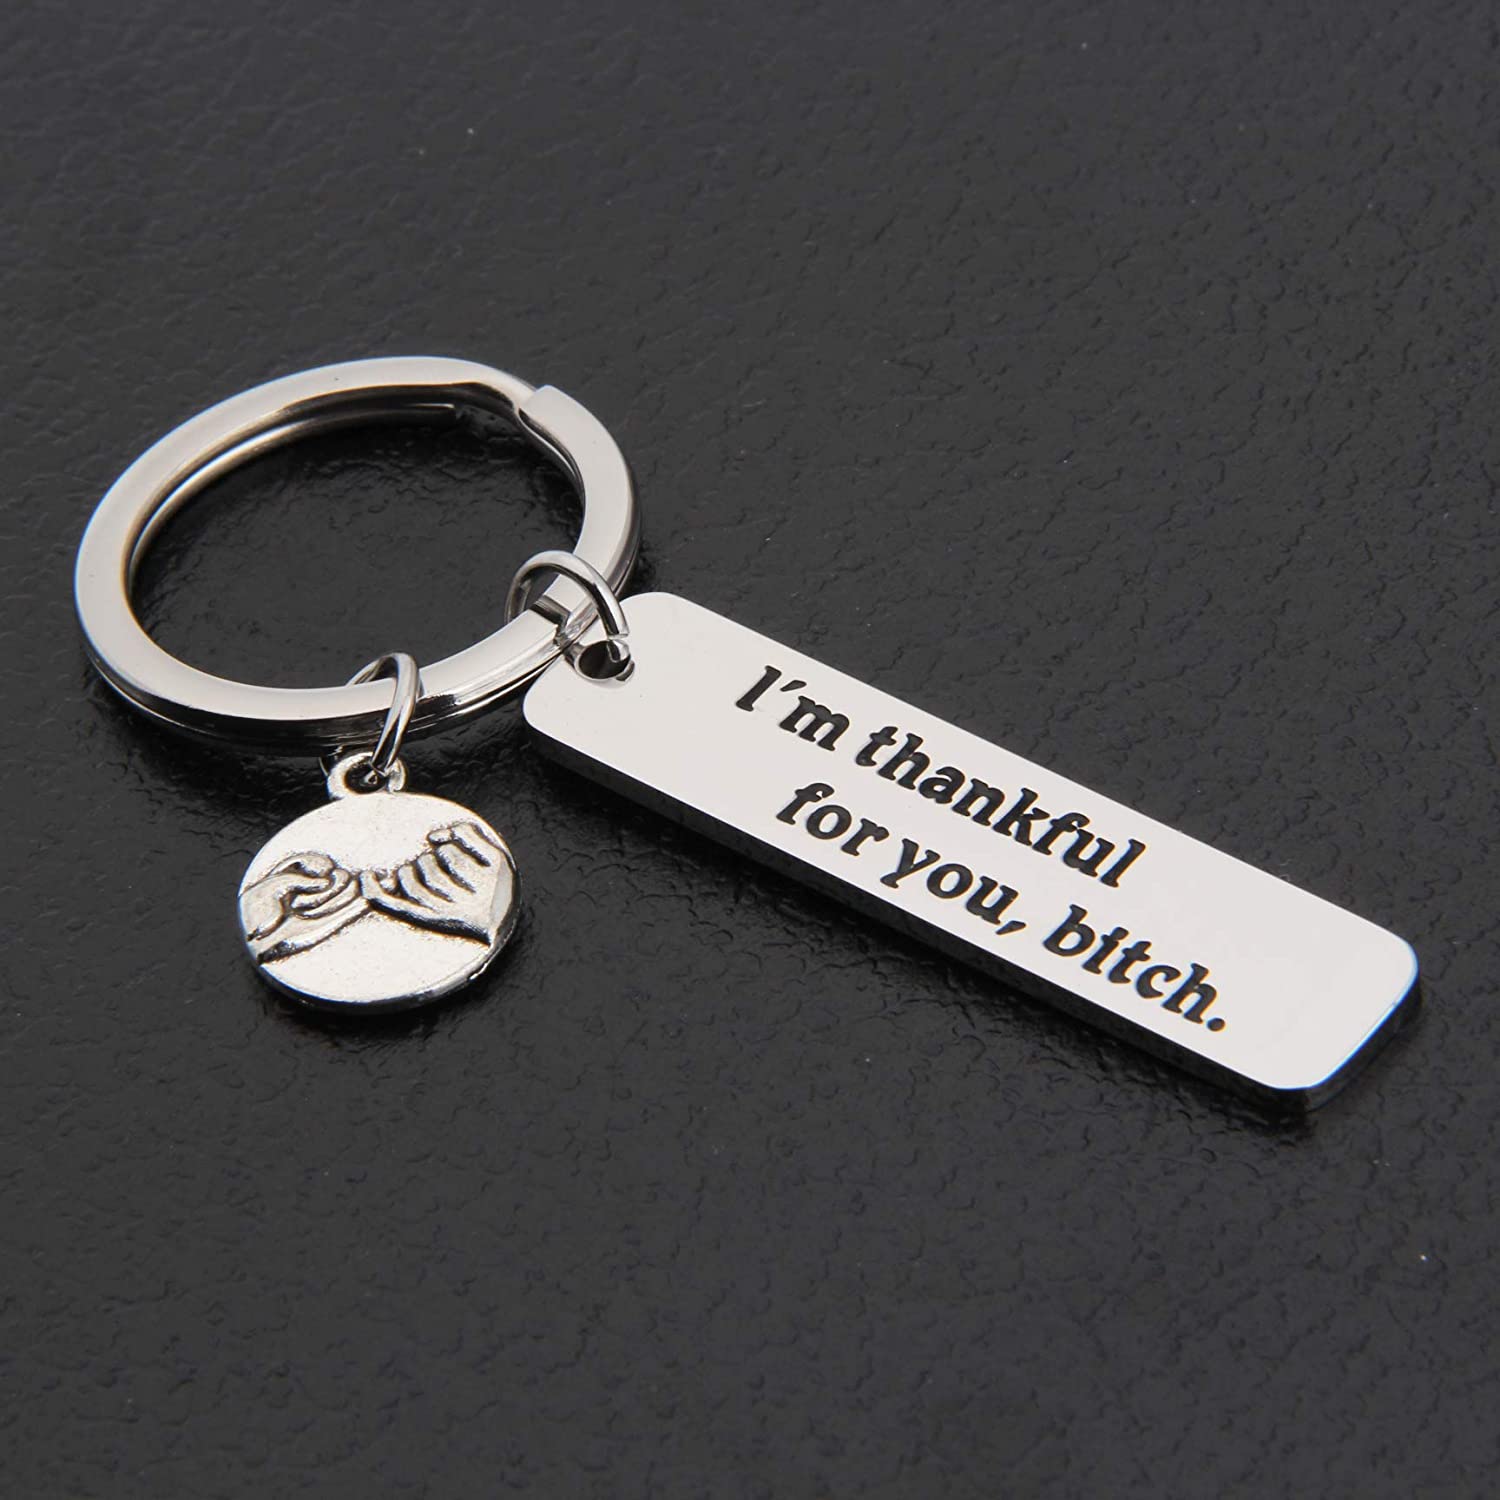 I'm thankful
for you, bitch.